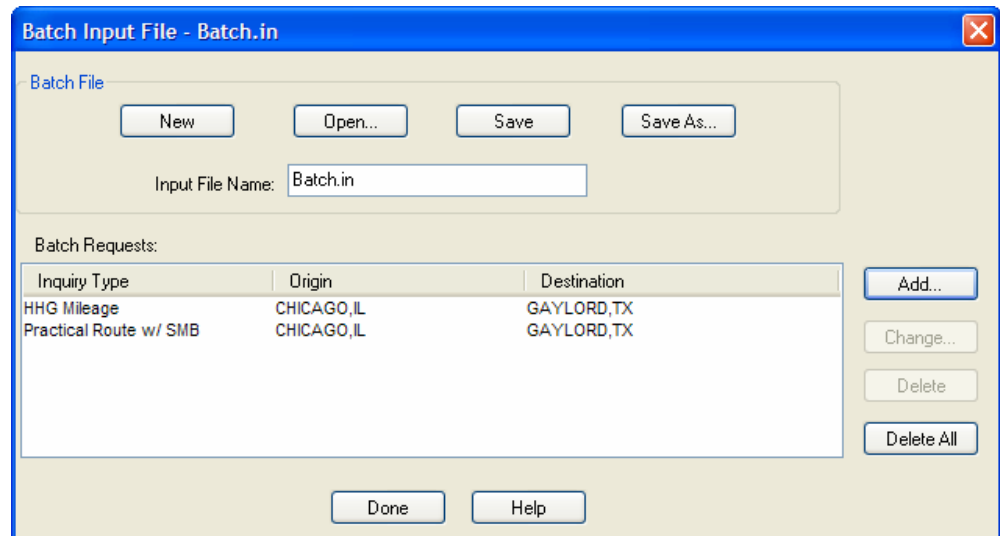 Batch Input File - Batch.in
Batch File
New Open... Save Save As...
Input File Name: Batch.in
Batch Requests:
Inquiry Type Origin Destination
HHG Mileage CHICAGO,IL GAYLORD,TX
Practical Route w/ SMB CHICAGO,IL GAYLORD,TX
Add...
Change...
Delete
Delete All
Done Help